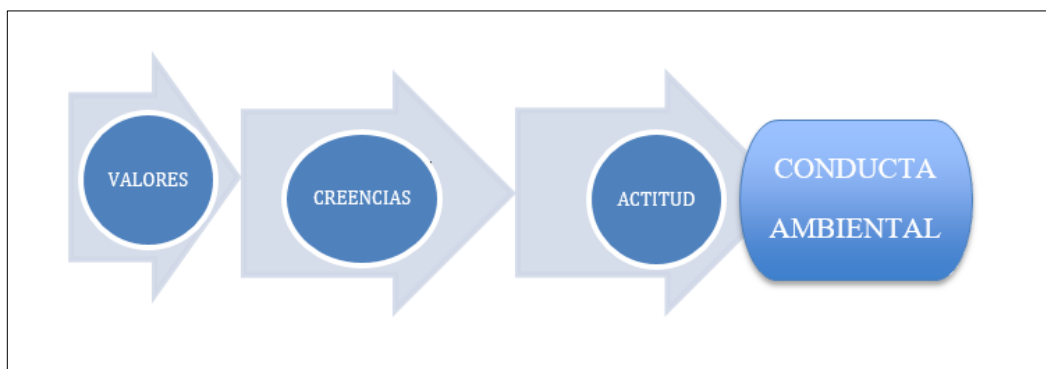 VALORES
CREENCIAS
ACTITUD
CONDUCTA
AMBIENTAL